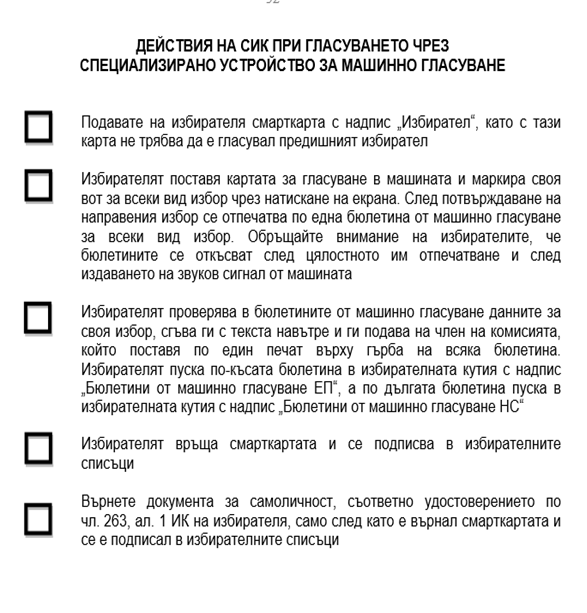 ДЕЙСТВИЯ НА СИК ПРИ ГЛАСУВАНЕТО ЧРЕЗ
СПЕЦИАЛИЗИРАНО УСТРОЙСТВО ЗА МАШИННО ГЛАСУВАНЕ
Подавате на избирателя смарткарта с надпис „Избирател“, като с тази
карта не трябва да е гласувал предишният избирател
Избирателят поставя картата за гласуване в машината и маркира своя
вот за всеки вид избор чрез натискане на екрана. След потвърждаване на
направения избор се отпечатва по една бюлетина от машинно гласуване
за всеки вид избор. Обръщайте внимание на избирателите, че
бюлетините се откъсват след цялостното им отпечатване и след
издаването на звуков сигнал от машината
Избирателят проверява в бюлетините от машинно гласуване данните за
своя избор, сгъва ги с текста навътре и ги подава на член на комисията,
който поставя по един печат върху гърба на всяка бюлетина.
Избирателят пуска по-късата бюлетина в избирателната кутия с надпис
„Бюлетини от машинно гласуване ЕП“, а по дългата бюлетина пуска в
избирателната кутия с надпис „Бюлетини от машинно гласуване НС“
Избирателят връща смарткартата и се подписва в избирателните
списъци
Върнете документа за самоличност, съответно удостоверението по
чл. 263, ал. 1 ИК на избирателя, само след като е върнал смарткартата и
се е подписал в избирателните списъци